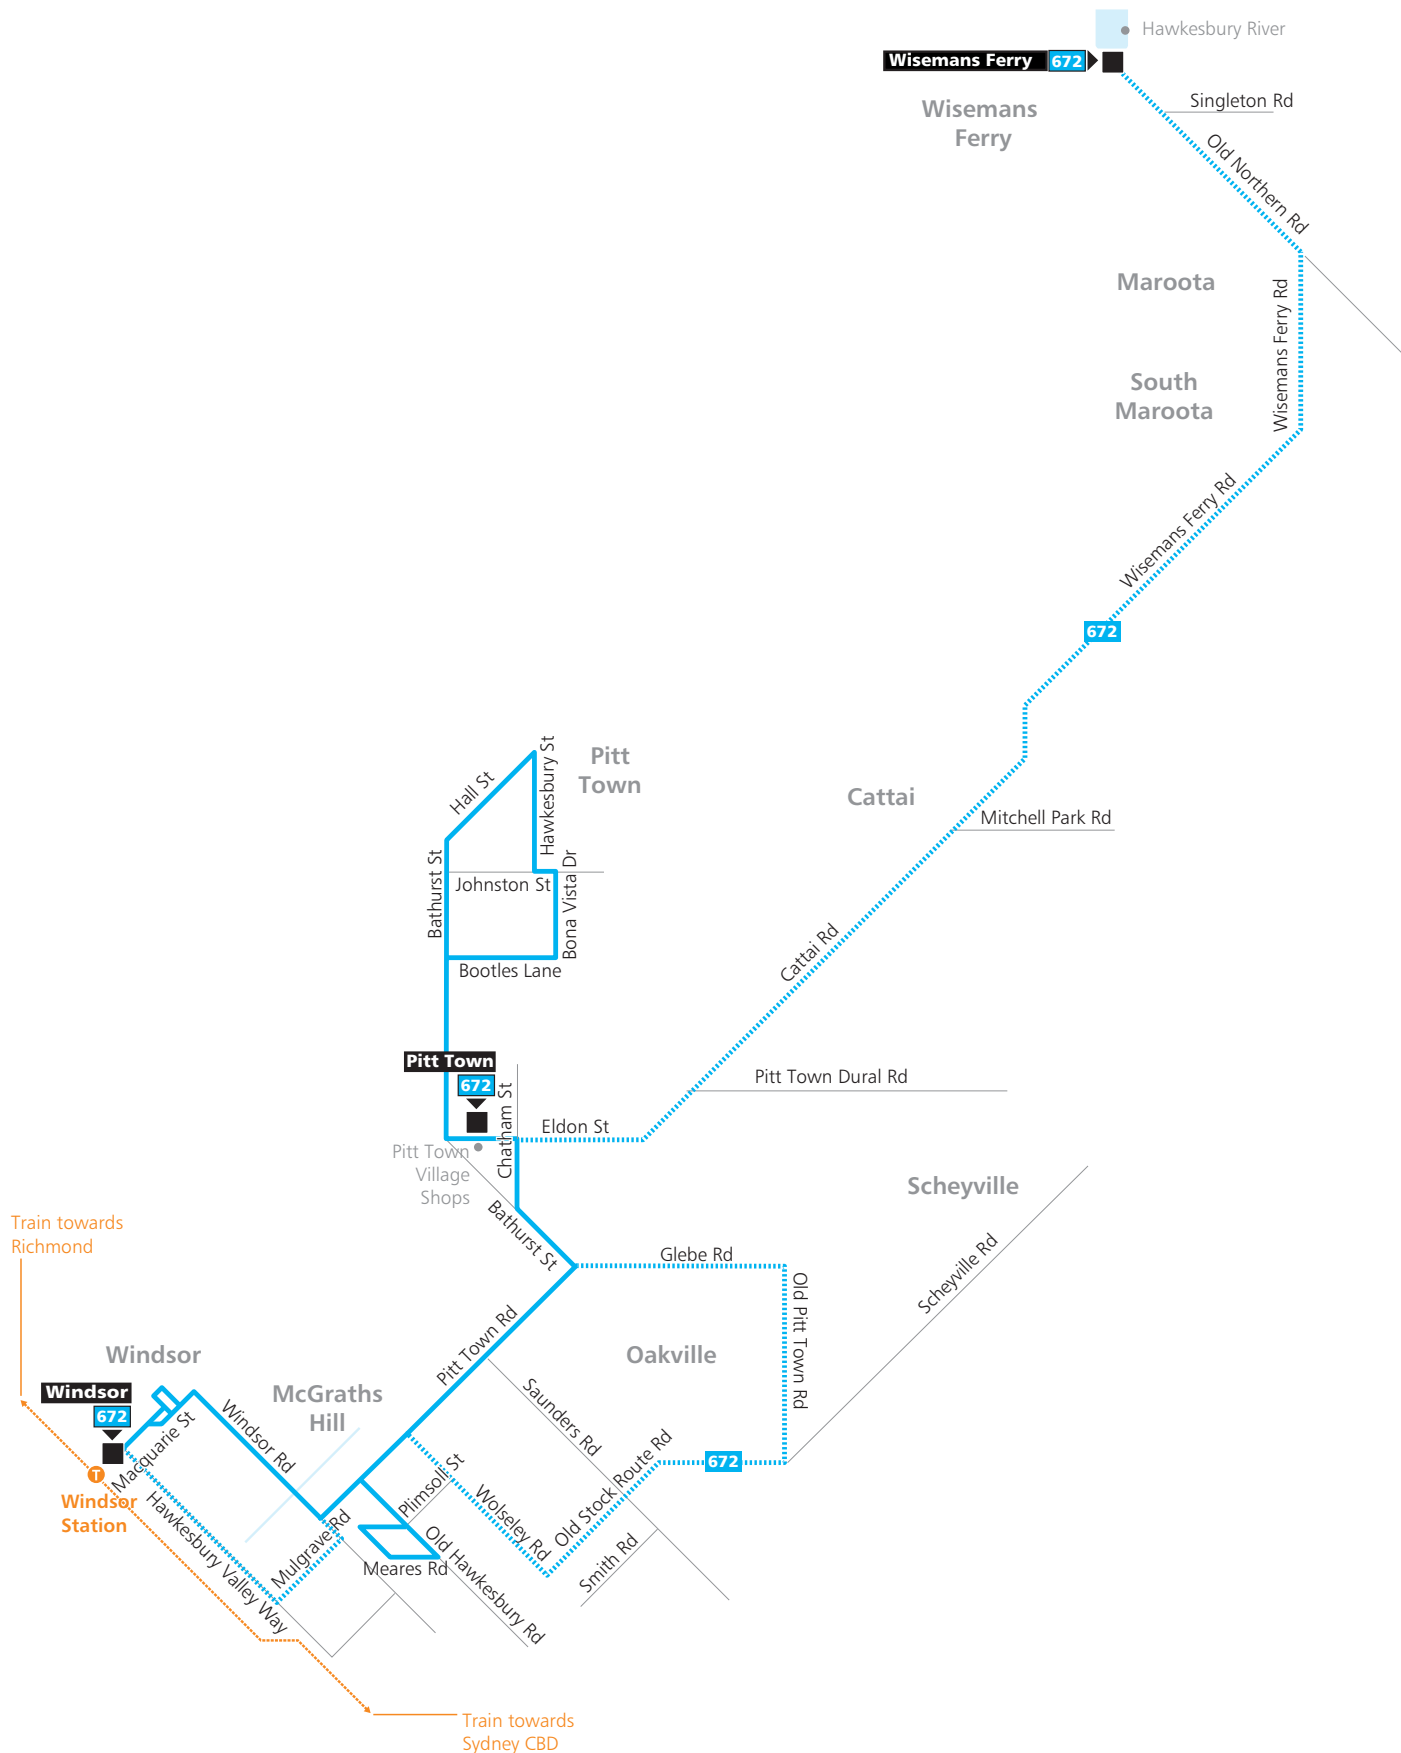 Hawkesbury River
Wisemans Ferry 672
Wisemans
Ferry
Singleton Rd
Old Northern Rd
Maroota
Wisemans Ferry Rd
South
Maroota
Wisemans Ferry Rd
672
Pitt
Town
Hawkesbury St
Hall St
Cattai
Mitchell Park Rd
Bathurst St
Johnston St
Bona Vista Dr
Bootles Lane
Cattai Rd
Pitt Town
672
Pitt Town Dural Rd
Chatham St
Eldon St
Pitt Town
Village
Shops
Scheyville
Bathurst St
Train towards
Richmond
Glebe Rd
Scheyville Rd
Old Pitt Town Rd
Pitt Town Rd
Windsor
Oakville
Windsor
672
McGraths
Hill
Saunders Rd
Windsor Rd
Macquarie St
Old Stock Route Rd
672
Plimsoll St
T
Windsor
Station
Wolseley Rd
Hawkesbury Valley Way
Mulgrave Rd
Meares Rd
Old Hawkesbury Rd
Smith Rd
Train towards
Sydney CBD